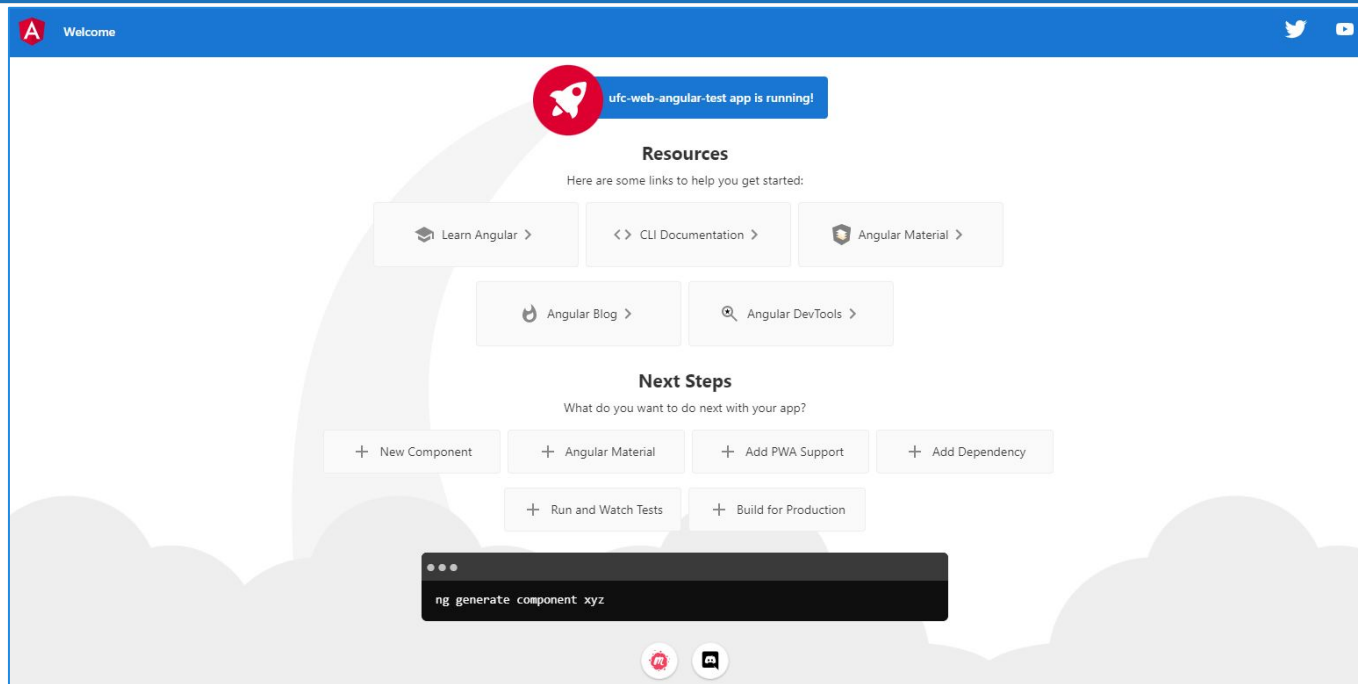 Welcome
ufc-web-angular-test app is running!
Resources
Here are some links to help you get started:
Learn Angular
CLI Documentation
Angular Material
Angular Blog
Angular DevTools
Next Steps
What do you want to do next with your app?
New Component
Angular Material
Add PWA Support
Add Dependency
Run and Watch Tests
Build for Production
ng generate component xyz